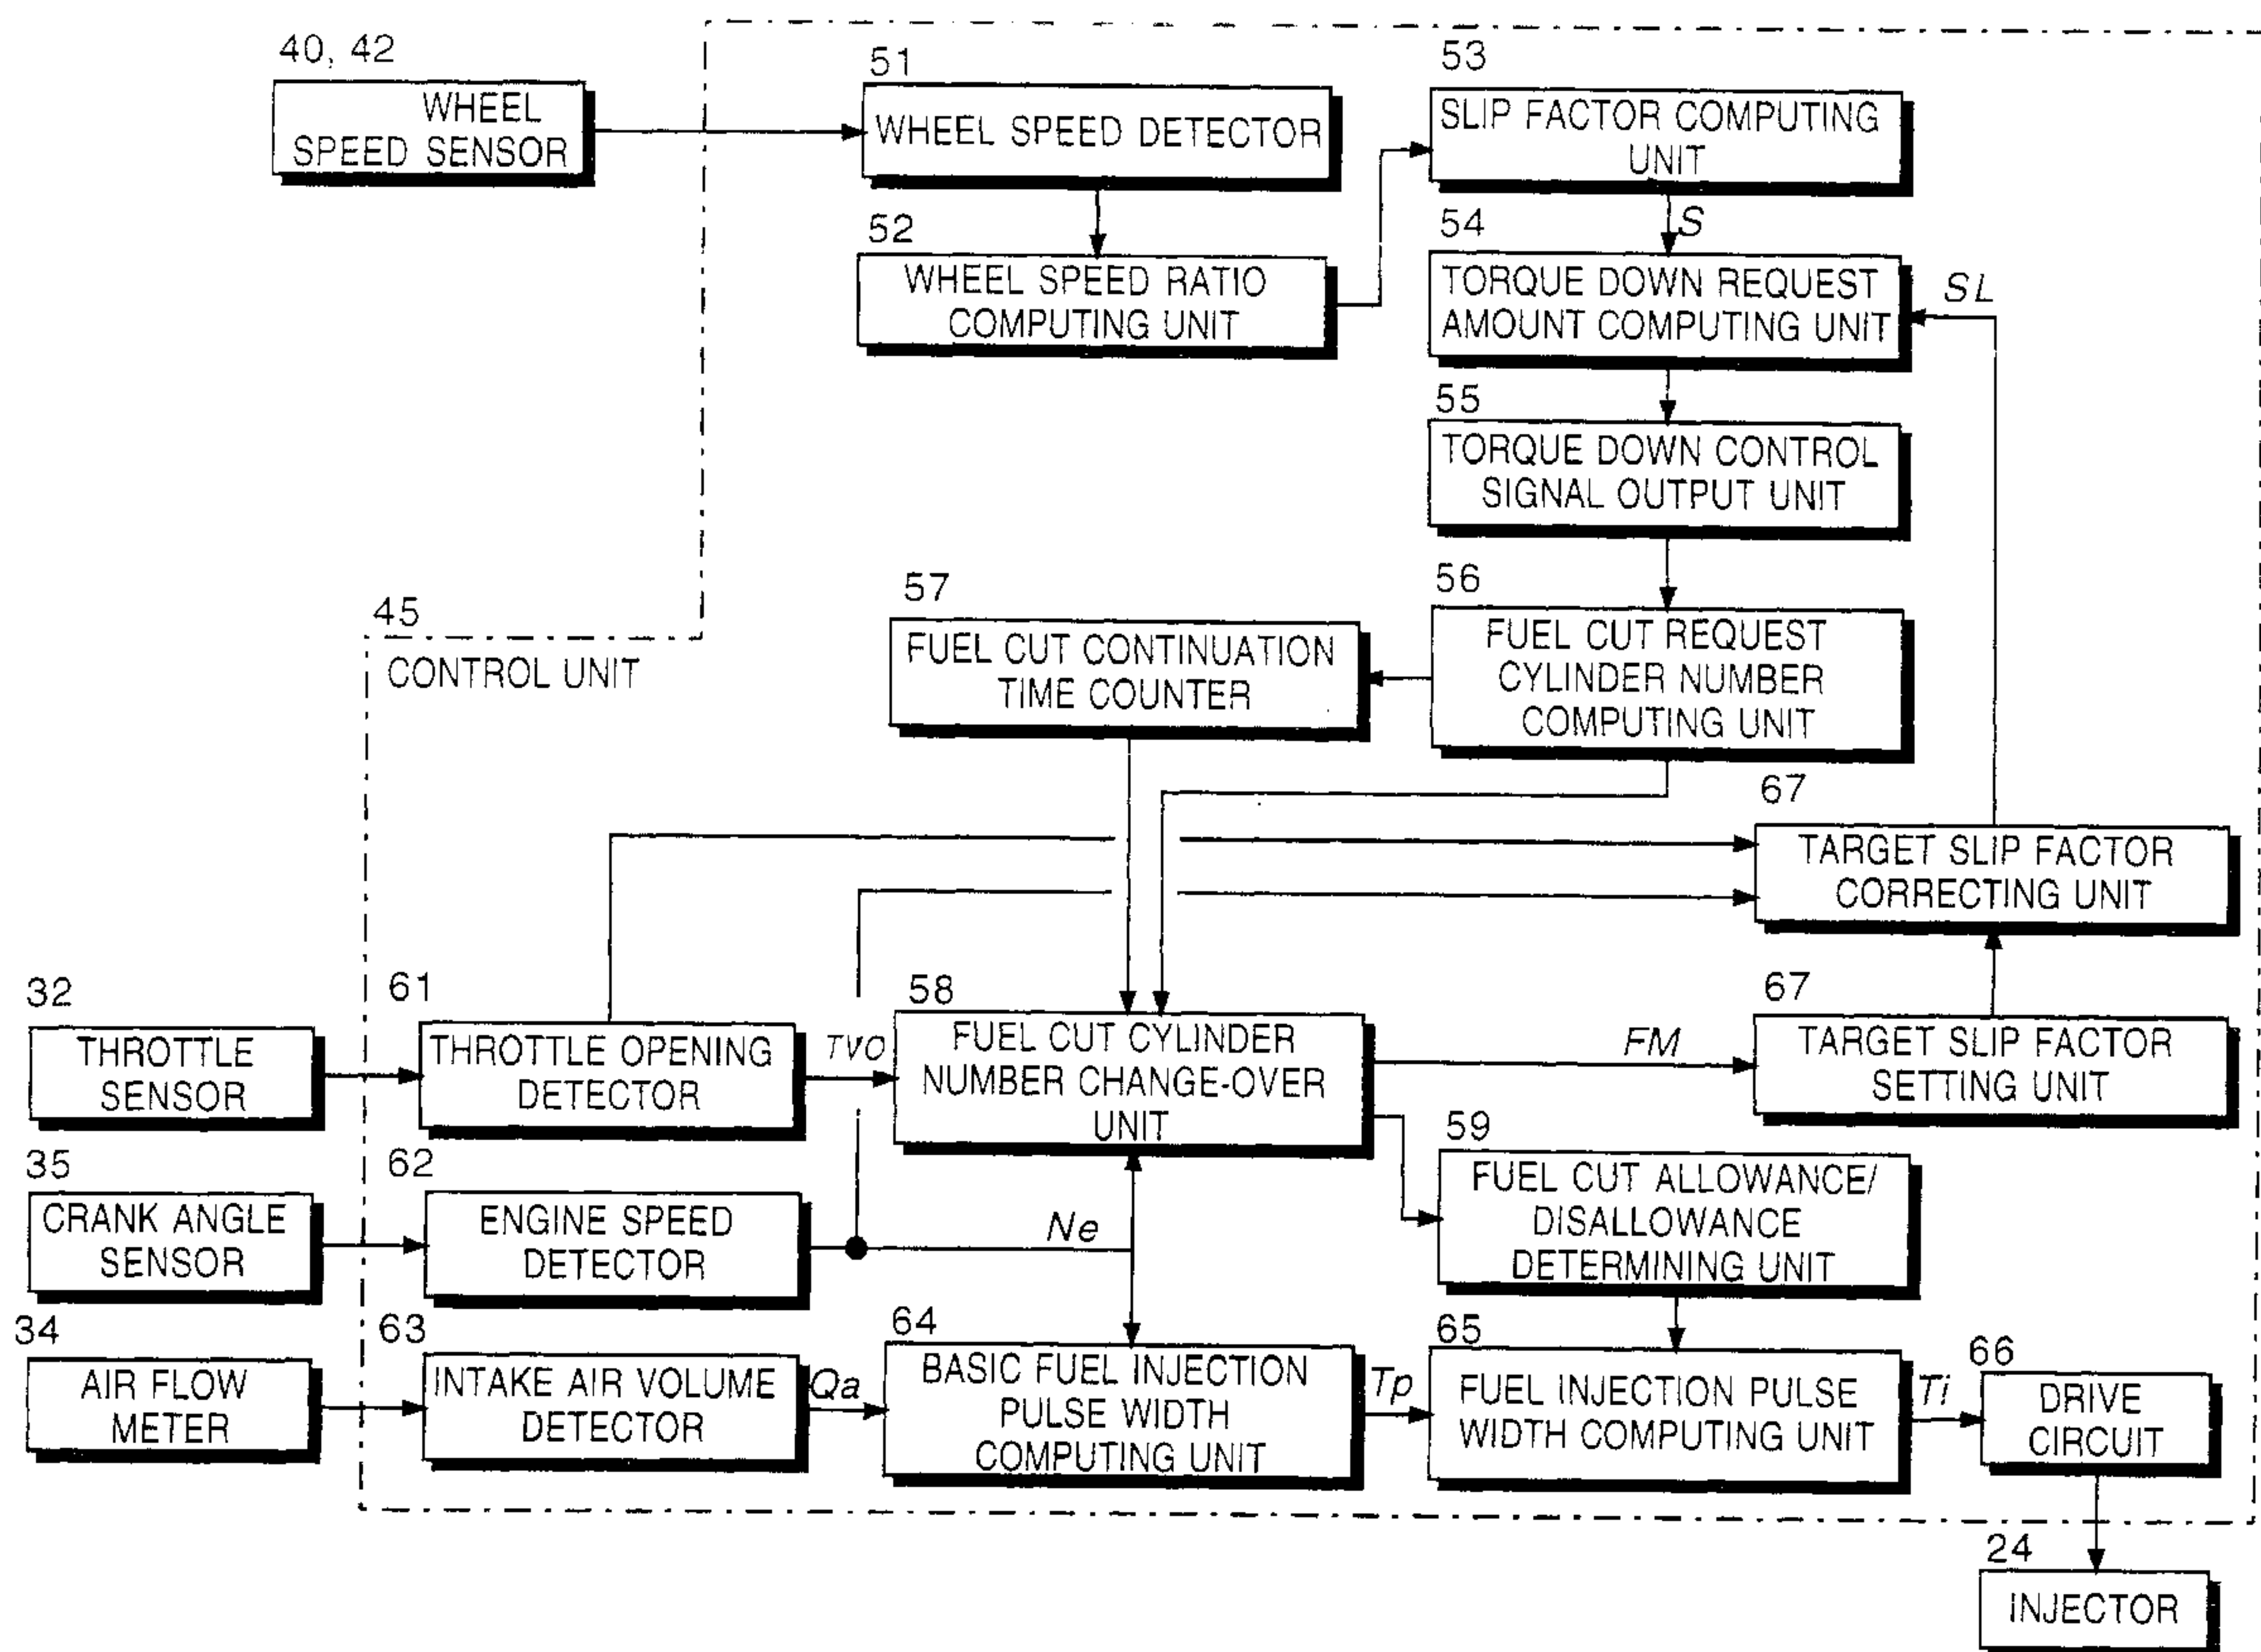 40, 42
WHEEL
SPEED SENSOR
51
WHEEL SPEED DETECTOR
53
SLIP FACTOR COMPUTING
UNIT
S
52
WHEEL SPEED RATIO
COMPUTING UNIT
54
TORQUE DOWN REQUEST
AMOUNT COMPUTING UNIT
SL
55
TORQUE DOWN CONTROL
SIGNAL OUTPUT UNIT
57
FUEL CUT CONTINUATION
TIME COUNTER
56
FUEL CUT REQUEST
CYLINDER NUMBER
COMPUTING UNIT
45
CONTROL UNIT
67
TARGET SLIP FACTOR
CORRECTING UNIT
32
THROTTLE
SENSOR
61
THROTTLE OPENING
DETECTOR
TVO
58
FUEL CUT CYLINDER
NUMBER CHANGE-OVER
UNIT
FM
67
TARGET SLIP FACTOR
SETTING UNIT
35
CRANK ANGLE
SENSOR
62
ENGINE SPEED
DETECTOR
Ne
59
FUEL CUT ALLOWANCE/
DISALLOWANCE
DETERMINING UNIT
34
AIR FLOW
METER
63
INTAKE AIR VOLUME
DETECTOR
Qa
64
BASIC FUEL INJECTION
PULSE WIDTH
COMPUTING UNIT
Tp
65
FUEL INJECTION PULSE
WIDTH COMPUTING UNIT
Ti
66
DRIVE
CIRCUIT
24
INJECTOR